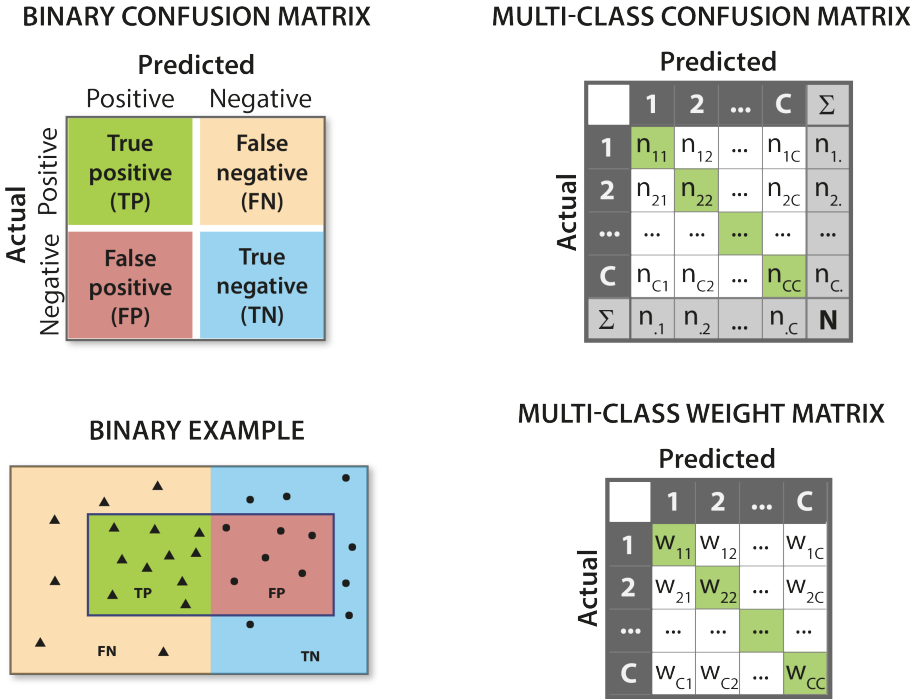 BINARY CONFUSION MATRIX
Predicted
Positive Negative
Actual
Positive
Negative
True
positive
(TP)
False
negative
(FN)
False
positive
(FP)
True
negative
(TN)
MULTI-CLASS CONFUSION MATRIX
Predicted
Actual
1 2 ... C Σ
1 n11 n12 ... n1C n1.
2 n21 n22 ... n2C n2.
... ... ... ... ... ...
C nC1 nC2 ... nCC nC.
Σ n.1 n.2 ... n.C N
BINARY EXAMPLE
TP
FP
FN
TN
MULTI-CLASS WEIGHT MATRIX
Predicted
Actual
1 2 ... C
1 w11 w12 ... w1C
2 w21 w22 ... w2C
... ... ... ... ...
C wC1 wC2 ... wCC